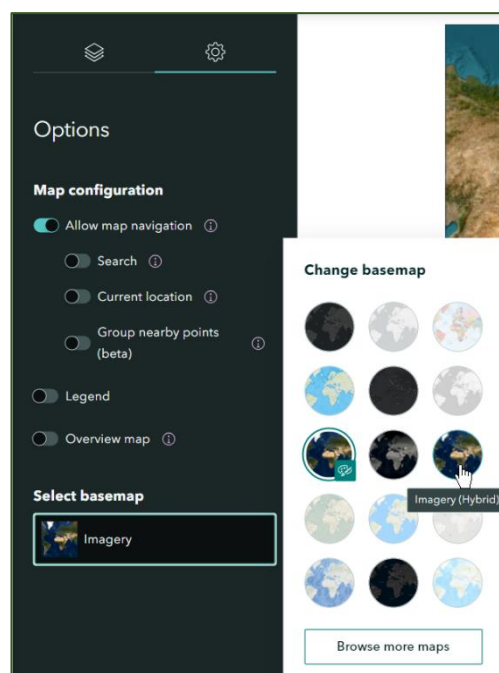 Options
Map configuration
Allow map navigation
Search
Current location
Group nearby points
(beta)
Legend
Overview map
Select basemap
Imagery
Change basemap
Imagery (Hybrid)
Browse more maps